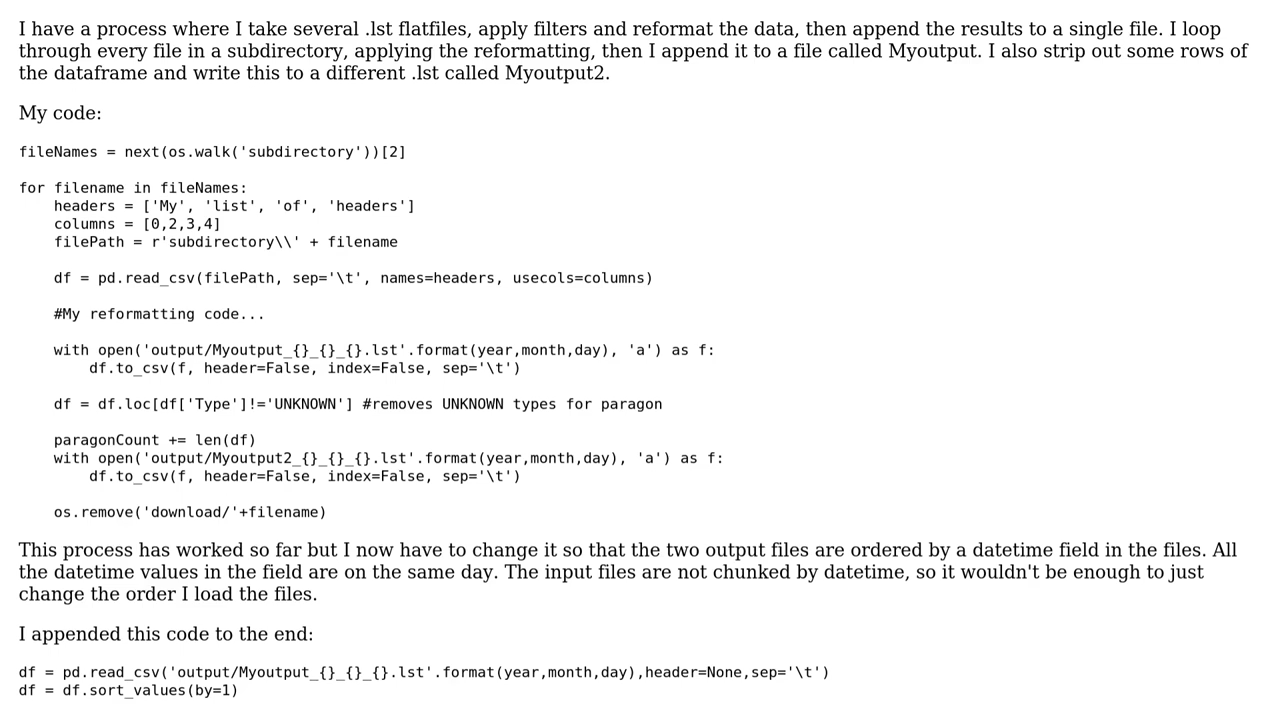 I have a process where I take several .lst flatfiles, apply filters and reformat the data, then append the results to a single file. I loop
through every file in a subdirectory, applying the reformatting, then I append it to a file called Myoutput. I also strip out some rows of
the dataframe and write this to a different .lst called Myoutput2.
My code:
fileNames = next(os.walk('subdirectory'))[2]
for filename in fileNames:
    headers = ['My', 'list', 'of', 'headers']
    columns = [0,2,3,4]
    filePath = r'subdirectory\\' + filename
    df = pd.read_csv(filePath, sep='\t', names=headers, usecols=columns)
    #My reformatting code...
    with open('output/Myoutput_{}_{}_{}.lst'.format(year,month,day), 'a') as f:
        df.to_csv(f, header=False, index=False, sep='\t')
    df = df.loc[df['Type']!='UNKNOWN'] #removes UNKNOWN types for paragon
    paragonCount += len(df)
    with open('output/Myoutput2_{}_{}_{}.lst'.format(year,month,day), 'a') as f:
        df.to_csv(f, header=False, index=False, sep='\t')
    os.remove('download/'+filename)
This process has worked so far but I now have to change it so that the two output files are ordered by a datetime field in the files. All
the datetime values in the field are on the same day. The input files are not chunked by datetime, so it wouldn't be enough to just
change the order I load the files.
I appended this code to the end:
df = pd.read_csv('output/Myoutput_{}_{}_{}.lst'.format(year,month,day),header=None,sep='\t')
df = df.sort_values(by=1)